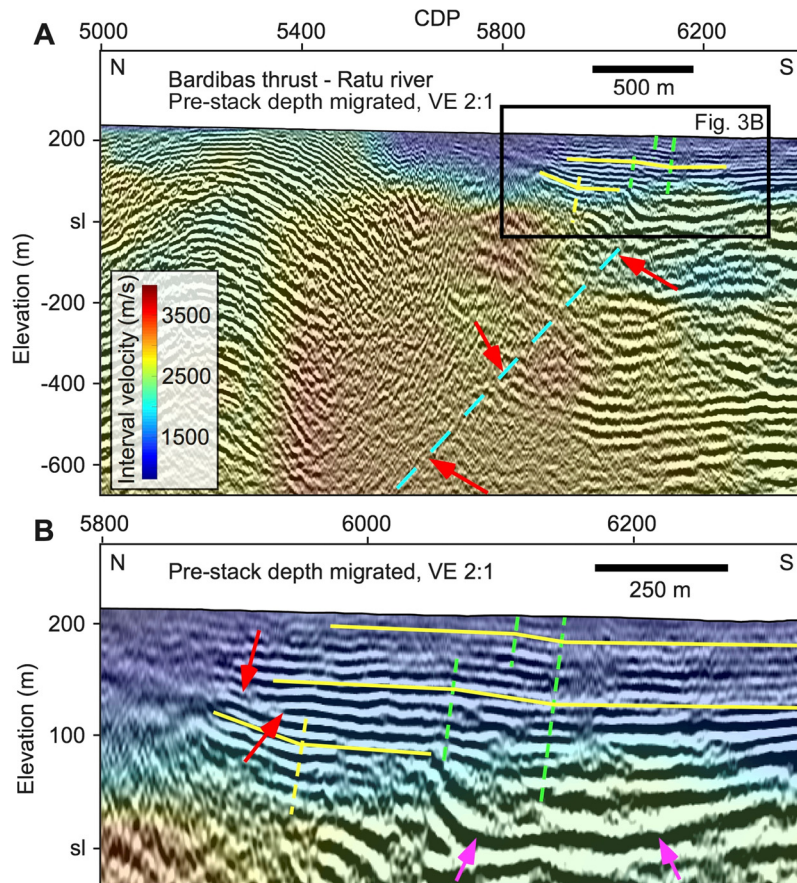 A
CDP
5000 5400 5800 6200
N S
Bardibas thrust - Ratu river
Pre-stack depth migrated, VE 2:1
500 m
Fig. 3B
200
sl
-200
-400
-600
Elevation (m)
Interval velocity (m/s)
3500
2500
1500
B
5800 6000 6200
N S
Pre-stack depth migrated, VE 2:1
250 m
200
100
sl
Elevation (m)